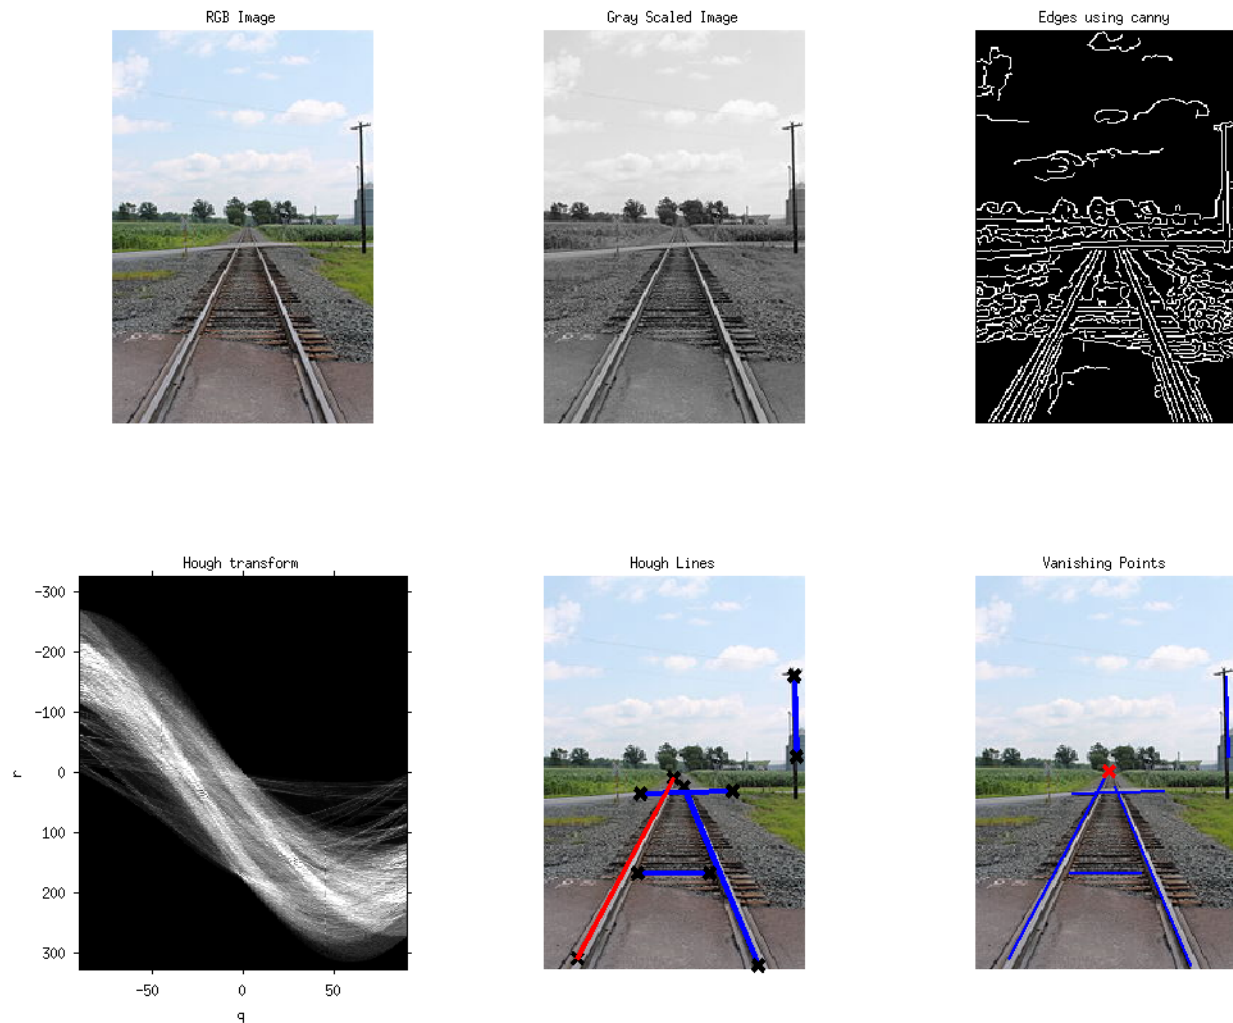 RGB Image
Gray Scaled Image
Edges using canny
Hough transform
Hough Lines
Vanishing Points
-300
-200
-100
0
100
200
300
r
-50
0
50
q